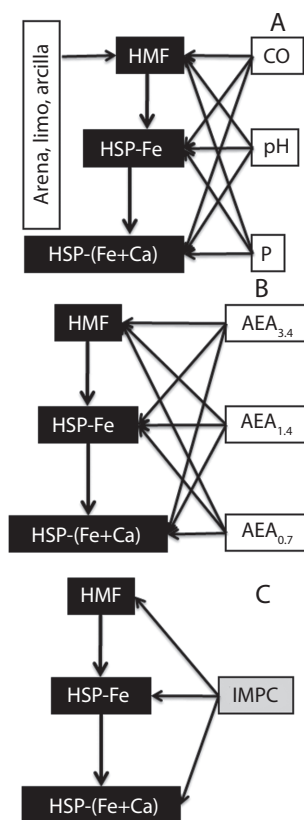 A
Arena, limo, arcilla
HMF
CO
HSP-Fe
pH
HSP-(Fe+Ca)
P
B
HMF
AEA3.4
HSP-Fe
AEA1.4
HSP-(Fe+Ca)
AEA0.7
C
HMF
HSP-Fe
IMPC
HSP-(Fe+Ca)